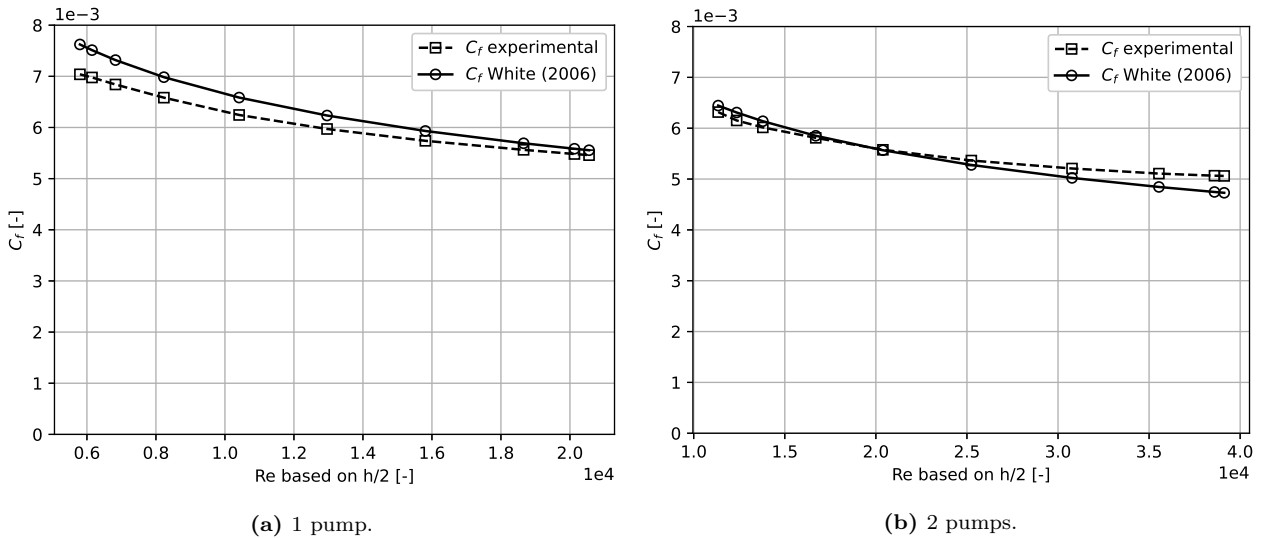 1e−3
8
7
6
5
4
3
2
1
0
C_f [-]
C_f experimental
C_f White (2006)
0.6 0.8 1.0 1.2 1.4 1.6 1.8 2.0
1e4
Re based on h/2 [-]
(a) 1 pump.
1e−3
8
7
6
5
4
3
2
1
0
C_f [-]
C_f experimental
C_f White (2006)
1.0 1.5 2.0 2.5 3.0 3.5 4.0
1e4
Re based on h/2 [-]
(b) 2 pumps.